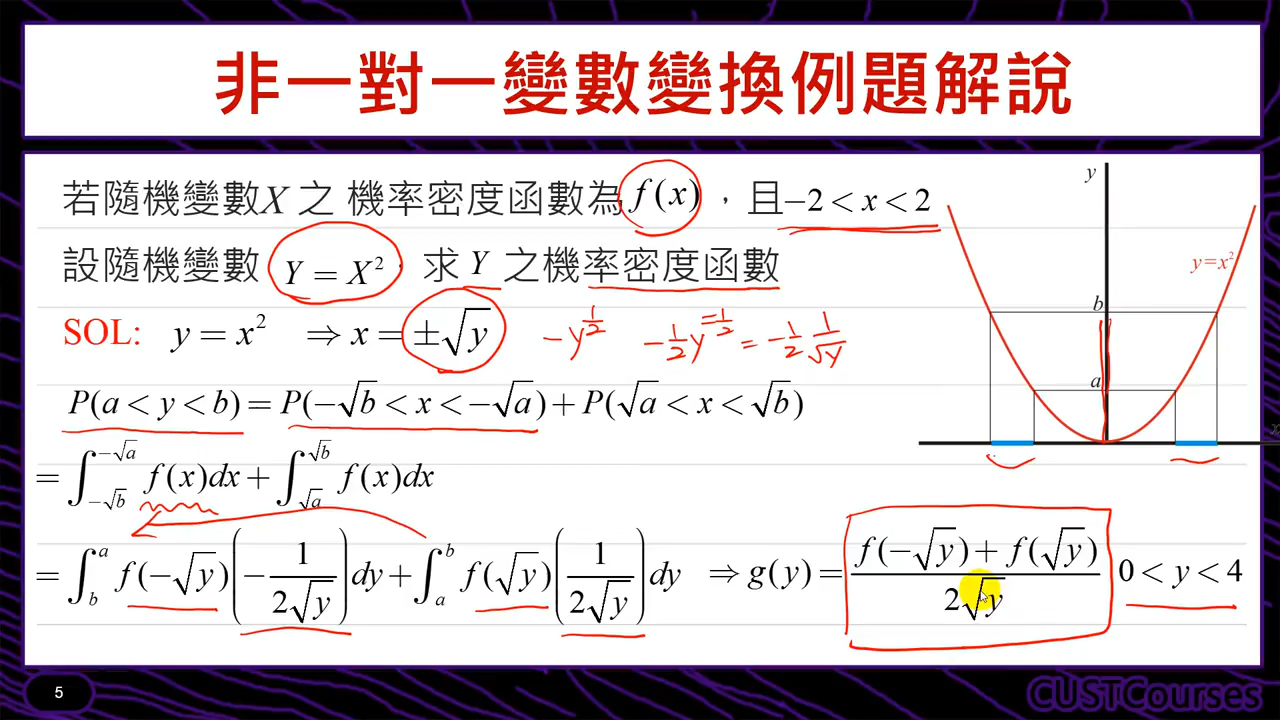 非一對一變數變換例題解說
若隨機變數X 之 機率密度函數為 f(x) ,且 −2 < x < 2
設隨機變數 Y = X², 求 Y 之機率密度函數
SOL: y = x² ⇒ x = ±√y
−y^(1/2) −1/2 y^(−1/2) = −1/2 1/√y
P(a < y < b) = P(−√b < x < −√a) + P(√a < x < √b)
= ∫_{−√b}^{−√a} f(x)dx + ∫_{√a}^{√b} f(x)dx
= ∫_b^a f(−√y)(−1/(2√y))dy + ∫_a^b f(√y)(1/(2√y))dy ⇒ g(y) = (f(−√y) + f(√y))/(2√y) 0 < y < 4
y
y=x²
b
a
x
5
CUSTCourses